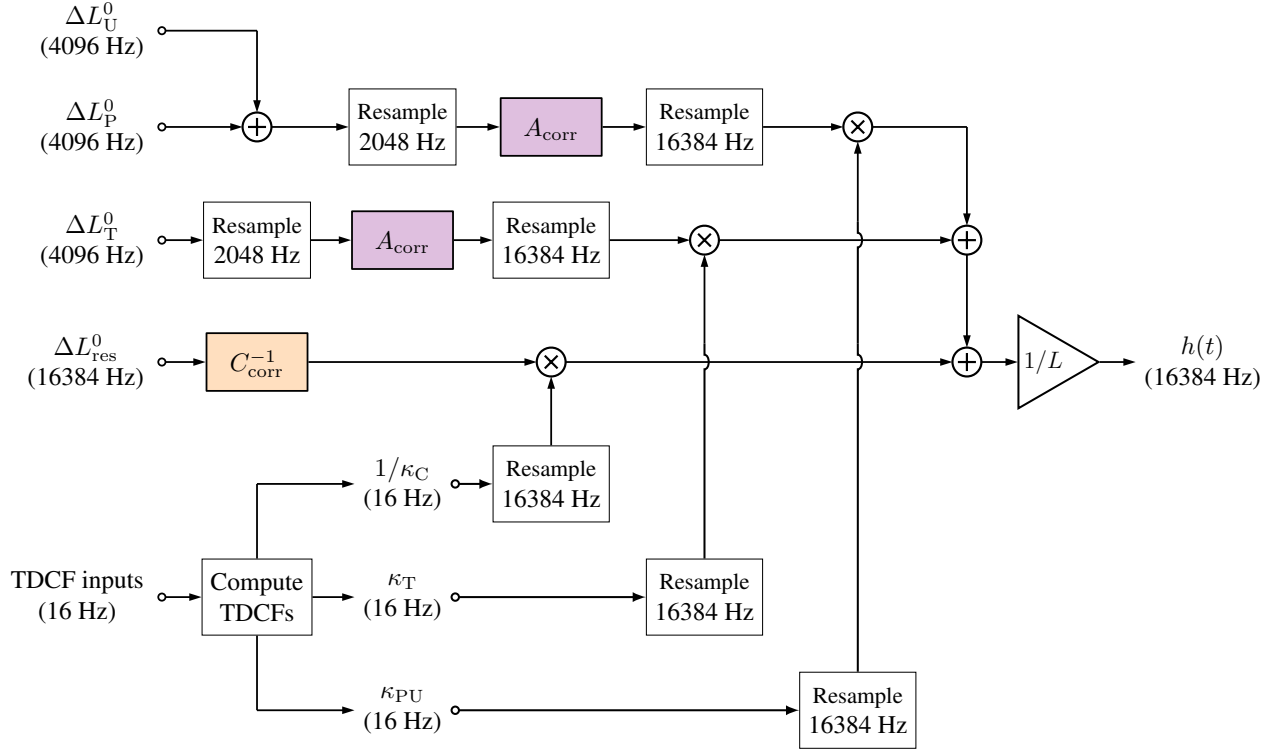 ΔL⁰_U
(4096 Hz)
ΔL⁰_P
(4096 Hz)
+
Resample
2048 Hz
A_corr
Resample
16384 Hz
×
ΔL⁰_T
(4096 Hz)
Resample
2048 Hz
A_corr
Resample
16384 Hz
×
+
ΔL⁰_res
(16384 Hz)
C⁻¹_corr
×
+
1/L
h(t)
(16384 Hz)
1/κ_C
(16 Hz)
Resample
16384 Hz
TDCF inputs
(16 Hz)
Compute
TDCFs
κ_T
(16 Hz)
Resample
16384 Hz
κ_PU
(16 Hz)
Resample
16384 Hz